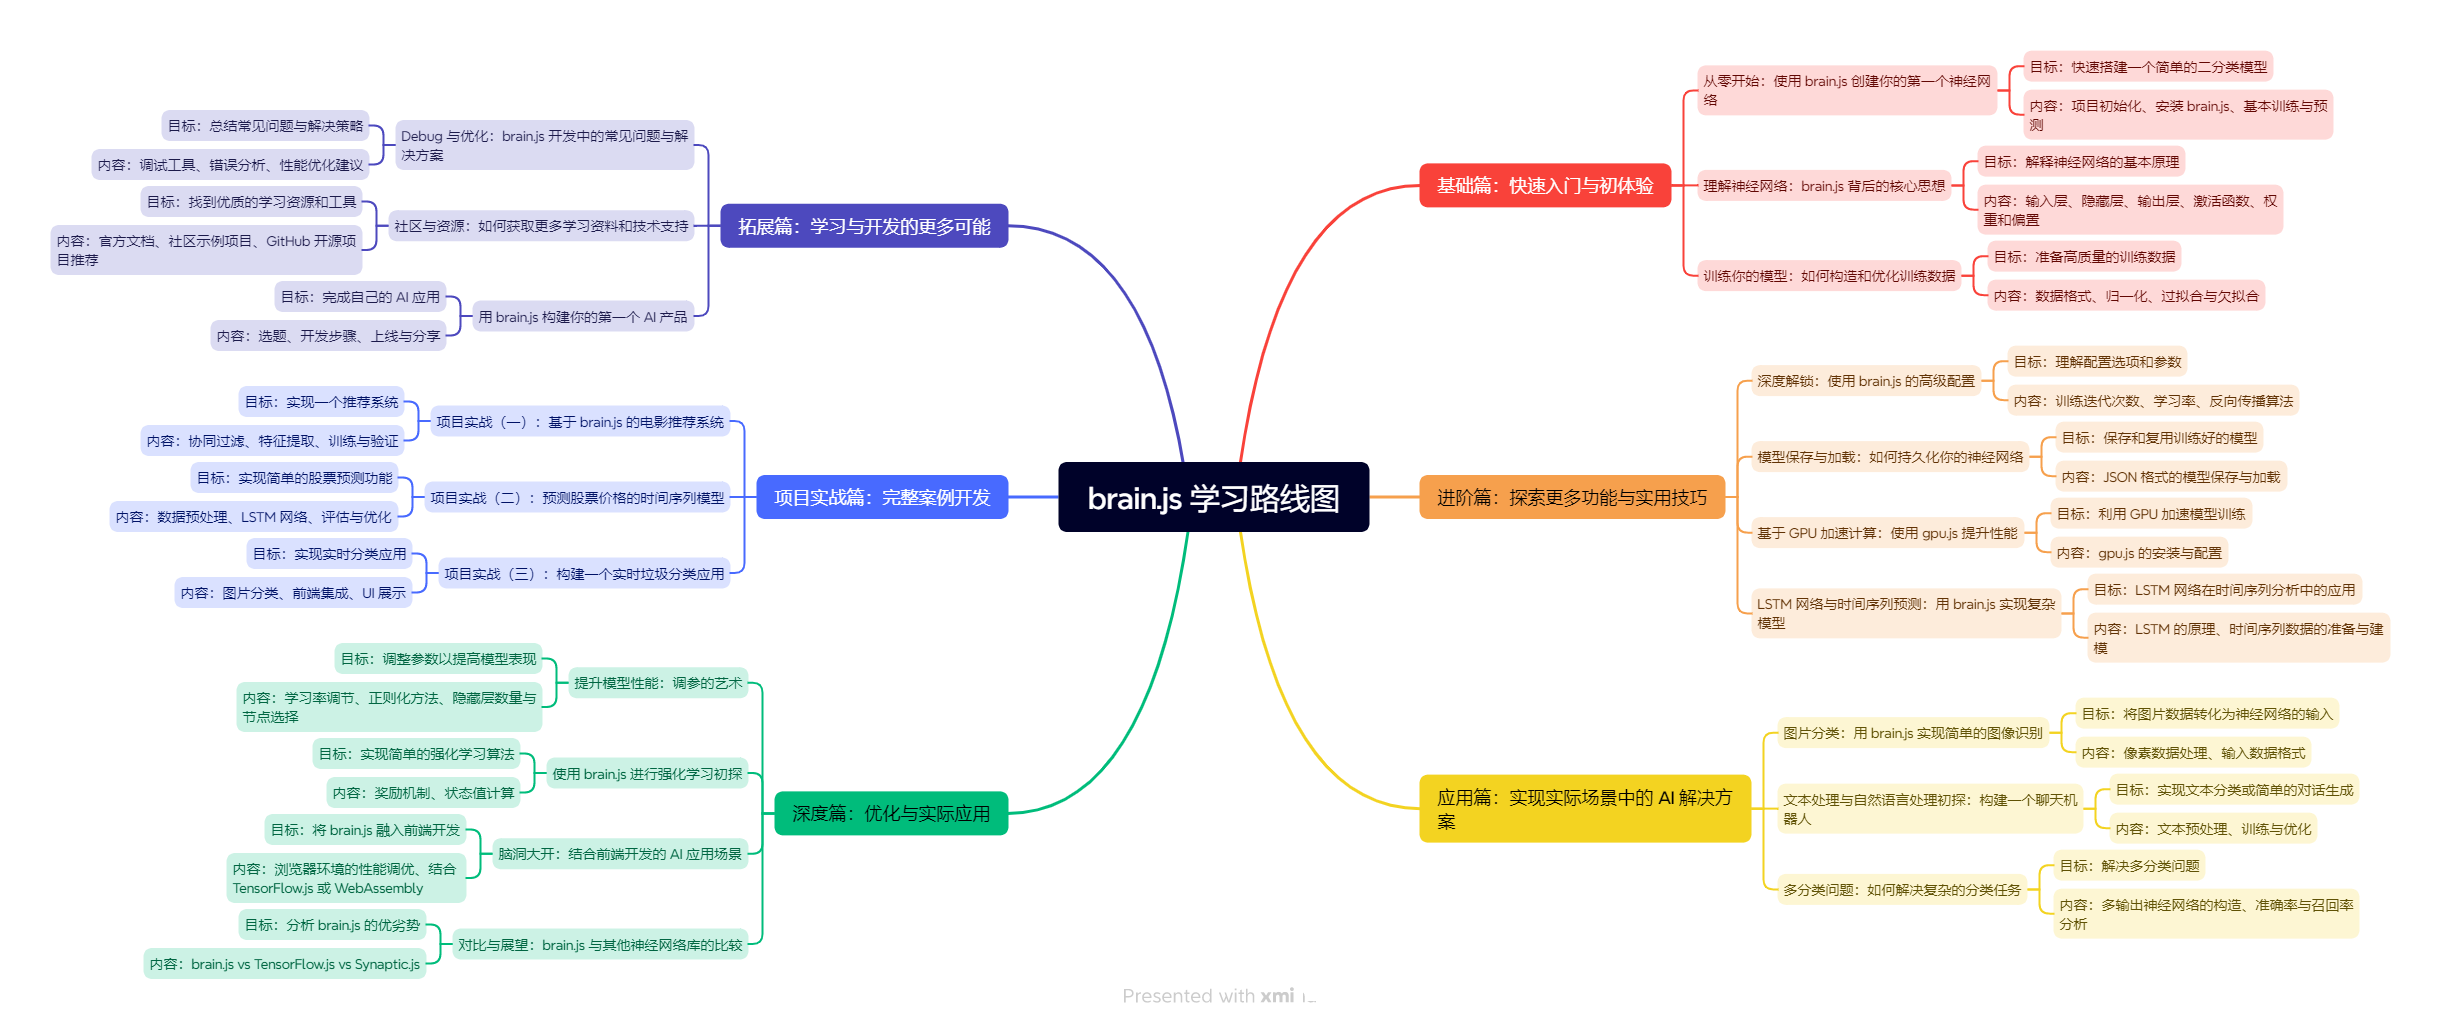 brain.js 学习路线图
基础篇：快速入门与初体验
从零开始：使用 brain.js 创建你的第一个神经网
络
目标：快速搭建一个简单的二分类模型
内容：项目初始化、安装 brain.js、基本训练与预
测
理解神经网络：brain.js 背后的核心思想
目标：解释神经网络的基本原理
内容：输入层、隐藏层、输出层、激活函数、权
重和偏置
训练你的模型：如何构造和优化训练数据
目标：准备高质量的训练数据
内容：数据格式、归一化、过拟合与欠拟合
进阶篇：探索更多功能与实用技巧
深度解锁：使用 brain.js 的高级配置
目标：理解配置选项和参数
内容：训练迭代次数、学习率、反向传播算法
模型保存与加载：如何持久化你的神经网络
目标：保存和复用训练好的模型
内容：JSON 格式的模型保存与加载
基于 GPU 加速计算：使用 gpu.js 提升性能
目标：利用 GPU 加速模型训练
内容：gpu.js 的安装与配置
LSTM 网络与时间序列预测：用 brain.js 实现复杂
模型
目标：LSTM 网络在时间序列分析中的应用
内容：LSTM 的原理、时间序列数据的准备与建
模
应用篇：实现实际场景中的 AI 解决方
案
图片分类：用 brain.js 实现简单的图像识别
目标：将图片数据转化为神经网络的输入
内容：像素数据处理、输入数据格式
文本处理与自然语言处理初探：构建一个聊天机
器人
目标：实现文本分类或简单的对话生成
内容：文本预处理、训练与优化
多分类问题：如何解决复杂的分类任务
目标：解决多分类问题
内容：多输出神经网络的构造、准确率与召回率
分析
拓展篇：学习与开发的更多可能
Debug 与优化：brain.js 开发中的常见问题与解
决方案
目标：总结常见问题与解决策略
内容：调试工具、错误分析、性能优化建议
社区与资源：如何获取更多学习资料和技术支持
目标：找到优质的学习资源和工具
内容：官方文档、社区示例项目、GitHub 开源项
目推荐
用 brain.js 构建你的第一个 AI 产品
目标：完成自己的 AI 应用
内容：选题、开发步骤、上线与分享
项目实战篇：完整案例开发
项目实战（一）：基于 brain.js 的电影推荐系统
目标：实现一个推荐系统
内容：协同过滤、特征提取、训练与验证
项目实战（二）：预测股票价格的时间序列模型
目标：实现简单的股票预测功能
内容：数据预处理、LSTM 网络、评估与优化
项目实战（三）：构建一个实时垃圾分类应用
目标：实现实时分类应用
内容：图片分类、前端集成、UI 展示
深度篇：优化与实际应用
提升模型性能：调参的艺术
目标：调整参数以提高模型表现
内容：学习率调节、正则化方法、隐藏层数量与
节点选择
使用 brain.js 进行强化学习初探
目标：实现简单的强化学习算法
内容：奖励机制、状态值计算
脑洞大开：结合前端开发的 AI 应用场景
目标：将 brain.js 融入前端开发
内容：浏览器环境的性能调优、结合
TensorFlow.js 或 WebAssembly
对比与展望：brain.js 与其他神经网络库的比较
目标：分析 brain.js 的优劣势
内容：brain.js vs TensorFlow.js vs Synaptic.js
Presented with